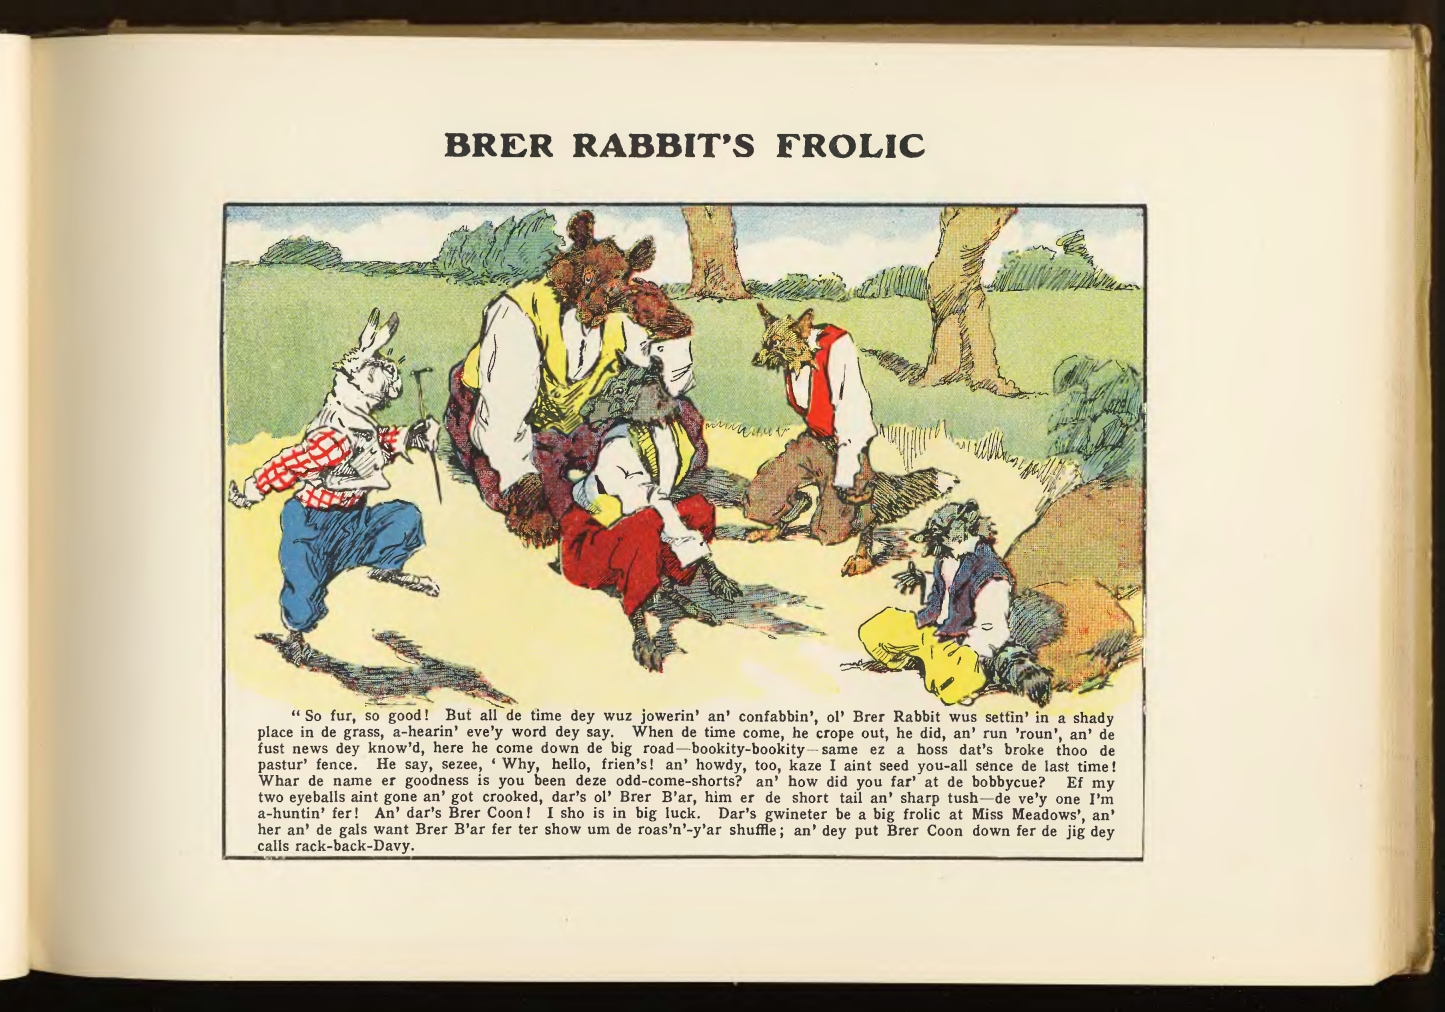 BRER RABBIT'S FROLIC
“ So fur, so good! But all de time dey wuz jowerin' an' confabbin', ol' Brer Rabbit wus settin' in a shady
place in de grass, a-hearin' eve'y word dey say. When de time come, he crope out, he did, an' run 'roun', an' de
fust news dey know'd, here he come down de big road—bookity-bookity—same ez a hoss dat's broke thoo de
pastur' fence. He say, sezee, ‘ Why, hello, frien's! an' howdy, too, kaze I aint seed you-all sence de last time!
Whar de name er goodness is you been deze odd-come-shorts? an' how did you far' at de bobbycue? Ef my
two eyeballs aint gone an' got crooked, dar's ol' Brer B'ar, him er de short tail an' sharp tush—de ve'y one I'm
a-huntin' fer! An' dar's Brer Coon! I sho is in big luck. Dar's gwineter be a big frolic at Miss Meadows', an'
her an' de gals want Brer B'ar fer ter show um de roas'n'-y'ar shuffle; an' dey put Brer Coon down fer de jig dey
calls rack-back-Davy.